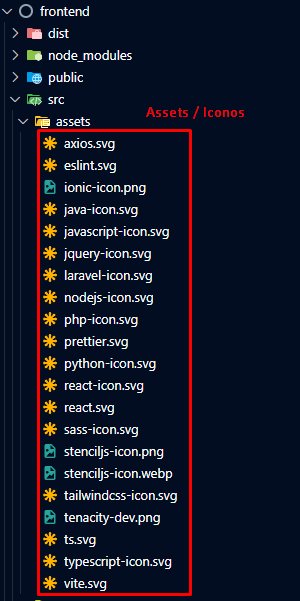 frontend
dist
node_modules
public
src
Assets / Iconos
assets
axios.svg
eslint.svg
ionic-icon.png
java-icon.svg
javascript-icon.svg
jquery-icon.svg
laravel-icon.svg
nodejs-icon.svg
php-icon.svg
prettier.svg
python-icon.svg
react-icon.svg
react.svg
sass-icon.svg
stenciljs-icon.png
stenciljs-icon.webp
tailwindcss-icon.svg
tenacity-dev.png
ts.svg
typescript-icon.svg
vite.svg